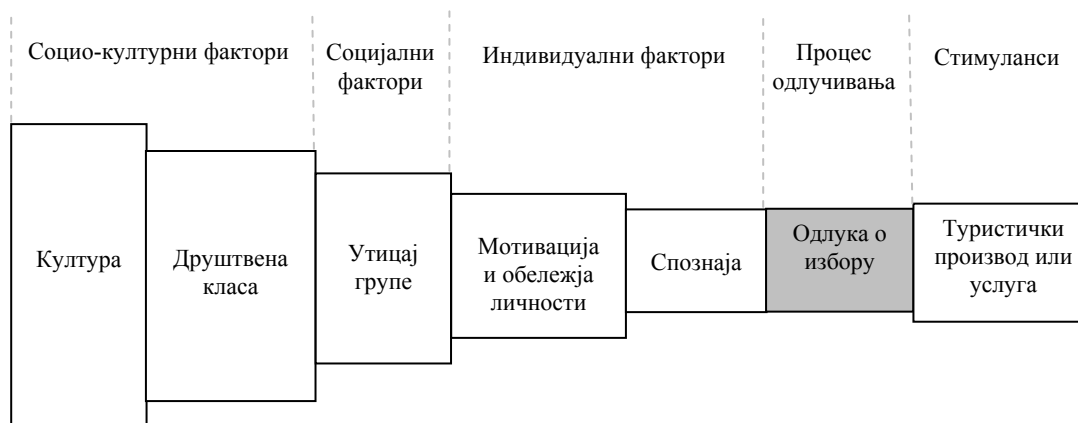 Социо-културни фактори
Социјални
фактори
Индивидуални фактори
Процес
одлучивања
Стимуланси
Култура
Друштвена
класа
Утицај
групе
Мотивација
и обележја
личности
Спознаја
Одлука о
избору
Туристички
производ или
услуга